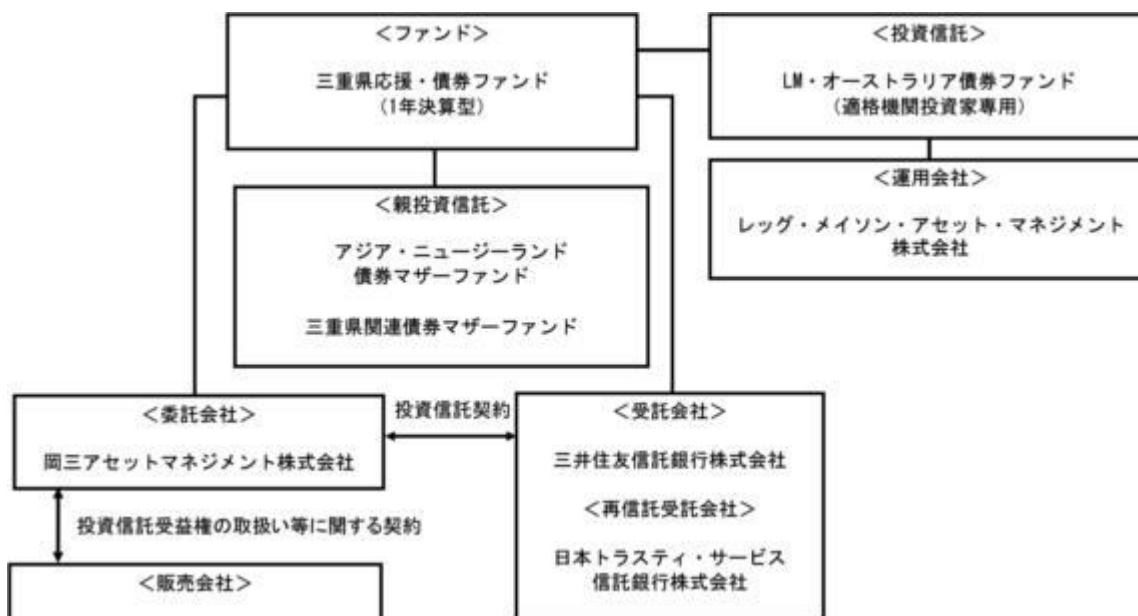 <ファンド>
三重県応援・債券ファンド
（1年決算型）
<投資信託>
LM・オーストラリア債券ファンド
（適格機関投資家専用）
<運用会社>
レッグ・メイソン・アセット・マネジメント
株式会社
<親投資信託>
アジア・ニュージーランド
債券マザーファンド
三重県関連債券マザーファンド
<委託会社>
岡三アセットマネジメント株式会社
投資信託契約
<受託会社>
三井住友信託銀行株式会社
<再信託受託会社>
日本トラスティ・サービス
信託銀行株式会社
投資信託受益権の取扱い等に関する契約
<販売会社>